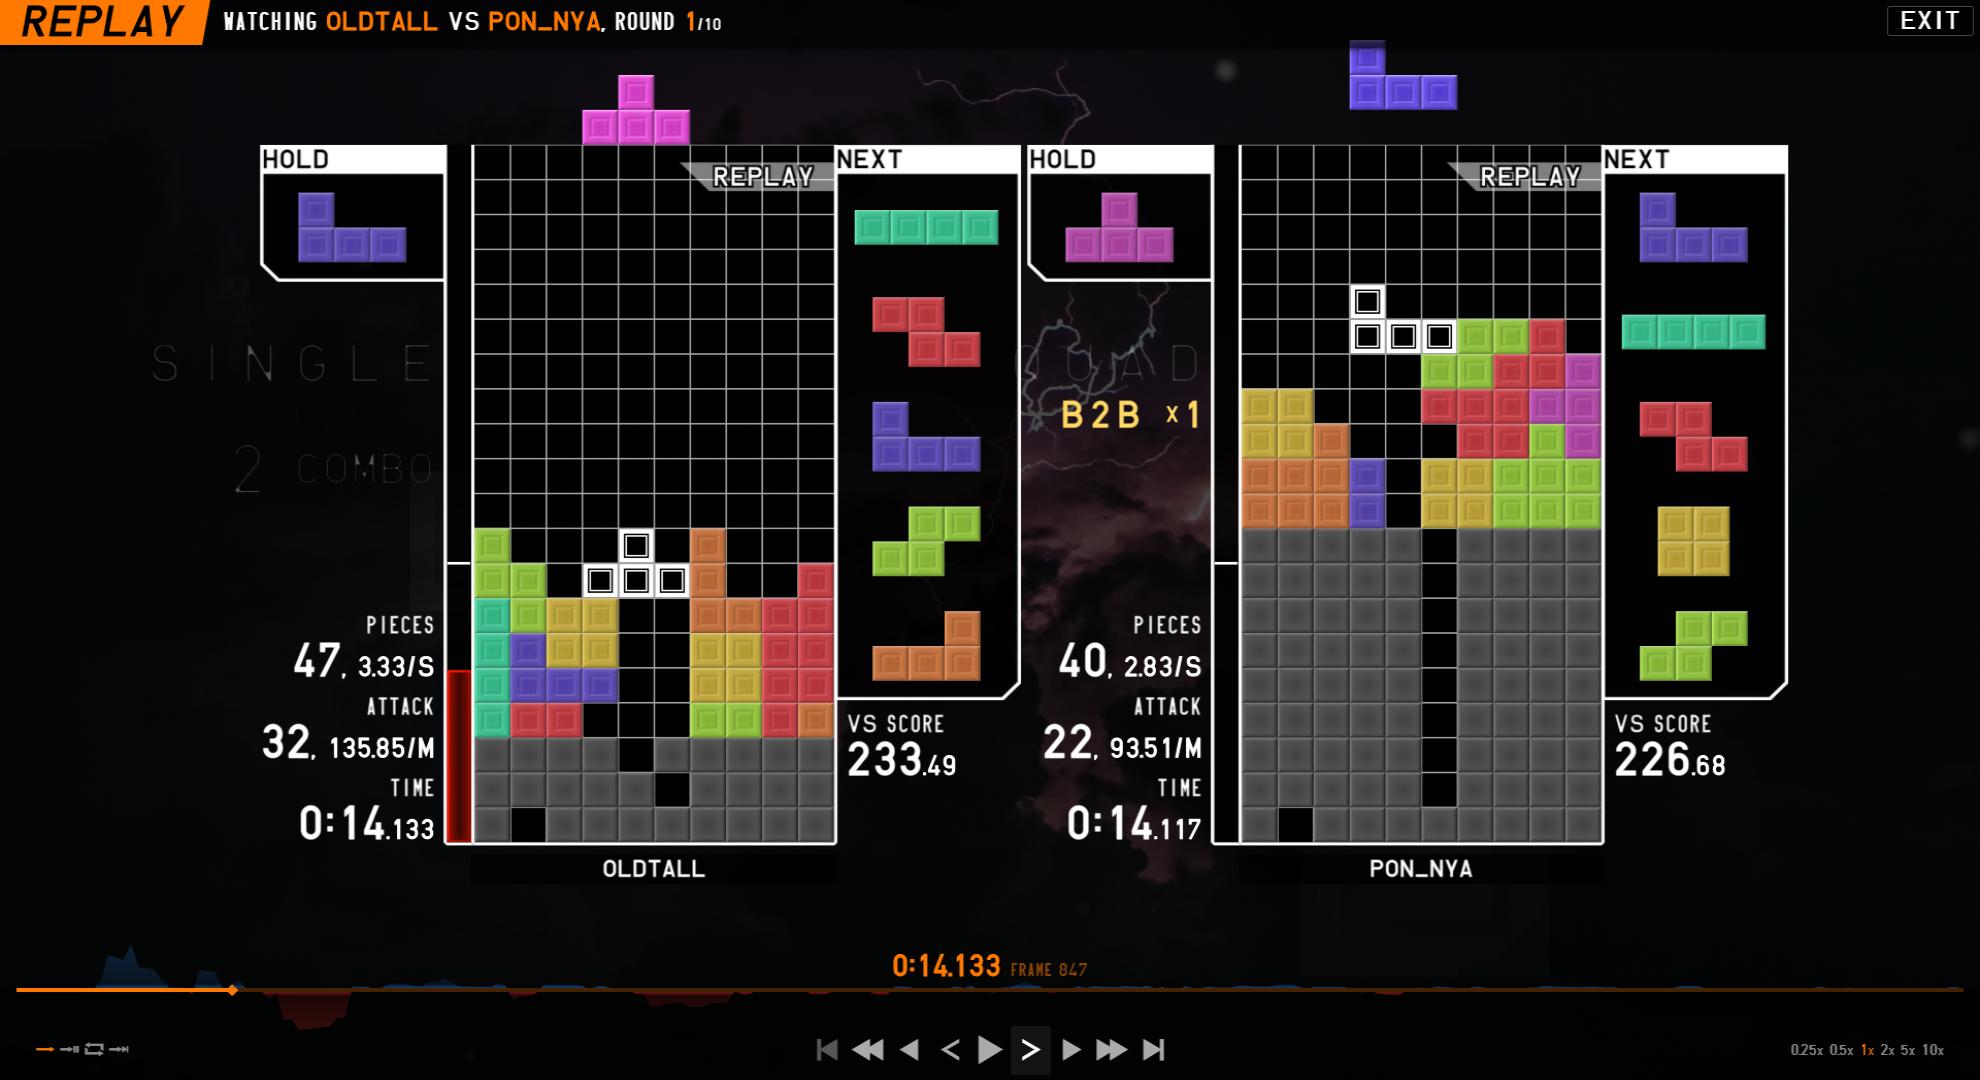 REPLAY
WATCHING OLDTALL VS PON_NYA, ROUND 1/10
EXIT
HOLD
REPLAY
NEXT
HOLD
REPLAY
NEXT
SINGLE
2 COMBO
B2B x1
PIECES
47, 3.33/S
ATTACK
32, 135.85/M
TIME
0:14.133
VS SCORE
233.49
OLDTALL
PIECES
40, 2.83/S
ATTACK
22, 93.51/M
TIME
0:14.117
VS SCORE
226.68
PON_NYA
0:14.133 FRAME 847
0.25x 0.5x 1x 2x 5x 10x